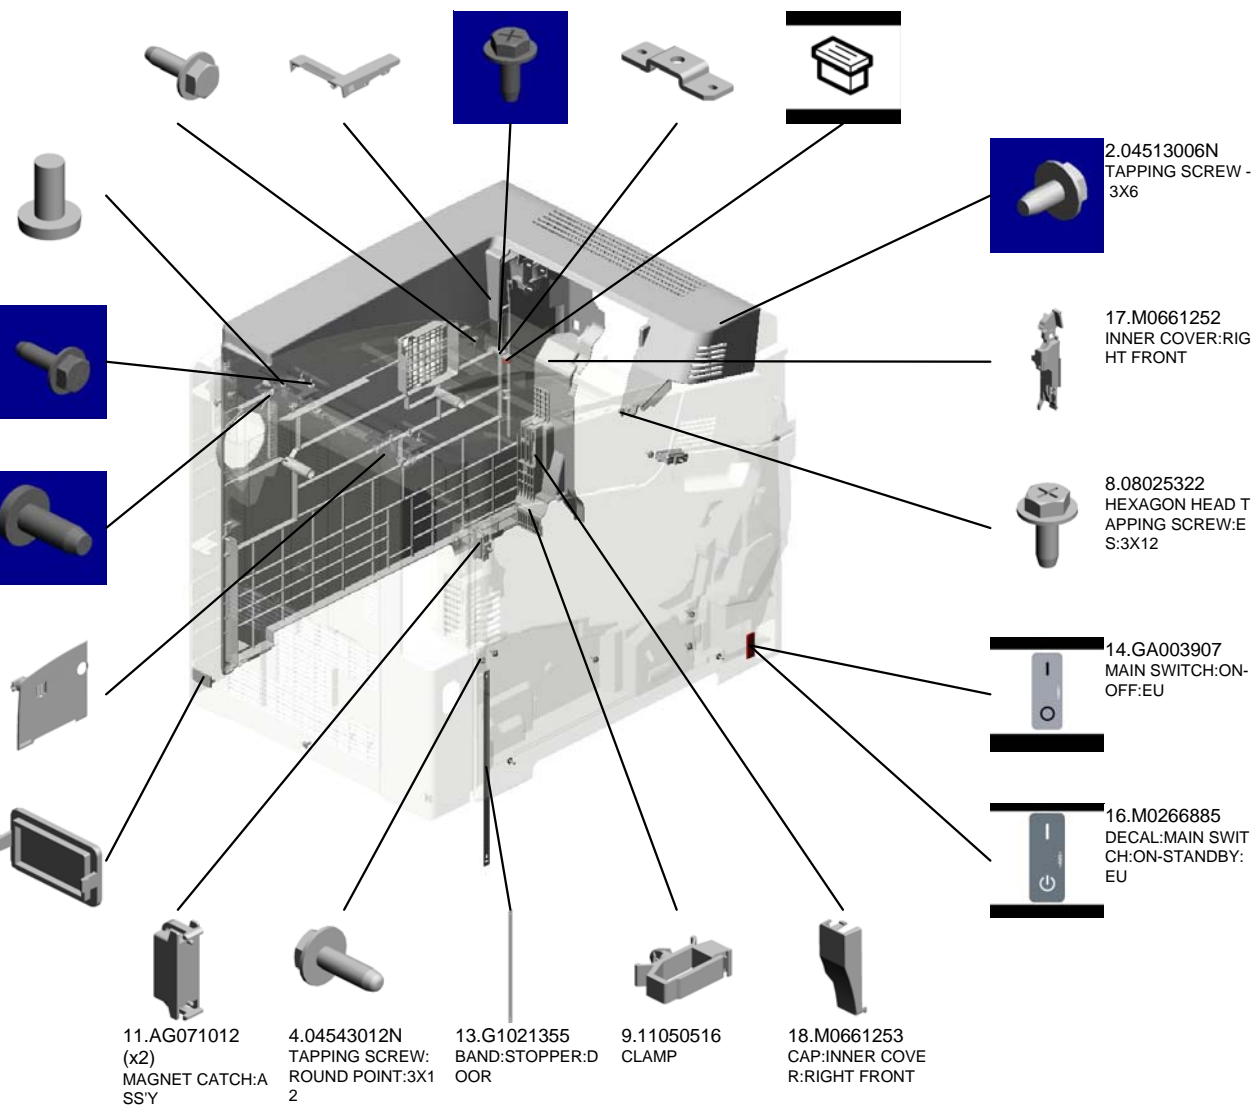 2.04513006N
TAPPING SCREW -
3X6
17.M0661252
INNER COVER:RIG
HT FRONT
8.08025322
HEXAGON HEAD T
APPING SCREW:E
S:3X12
14.GA003907
MAIN SWITCH:ON-
OFF:EU
16.M0266885
DECAL:MAIN SWIT
CH:ON-STANDBY:
EU
11.AG071012
(x2)
MAGNET CATCH:A
SS'Y
4.04543012N
TAPPING SCREW:
ROUND POINT:3X1
2
13.G1021355
BAND:STOPPER:D
OOR
9.11050516
CLAMP
18.M0661253
CAP:INNER COVE
R:RIGHT FRONT